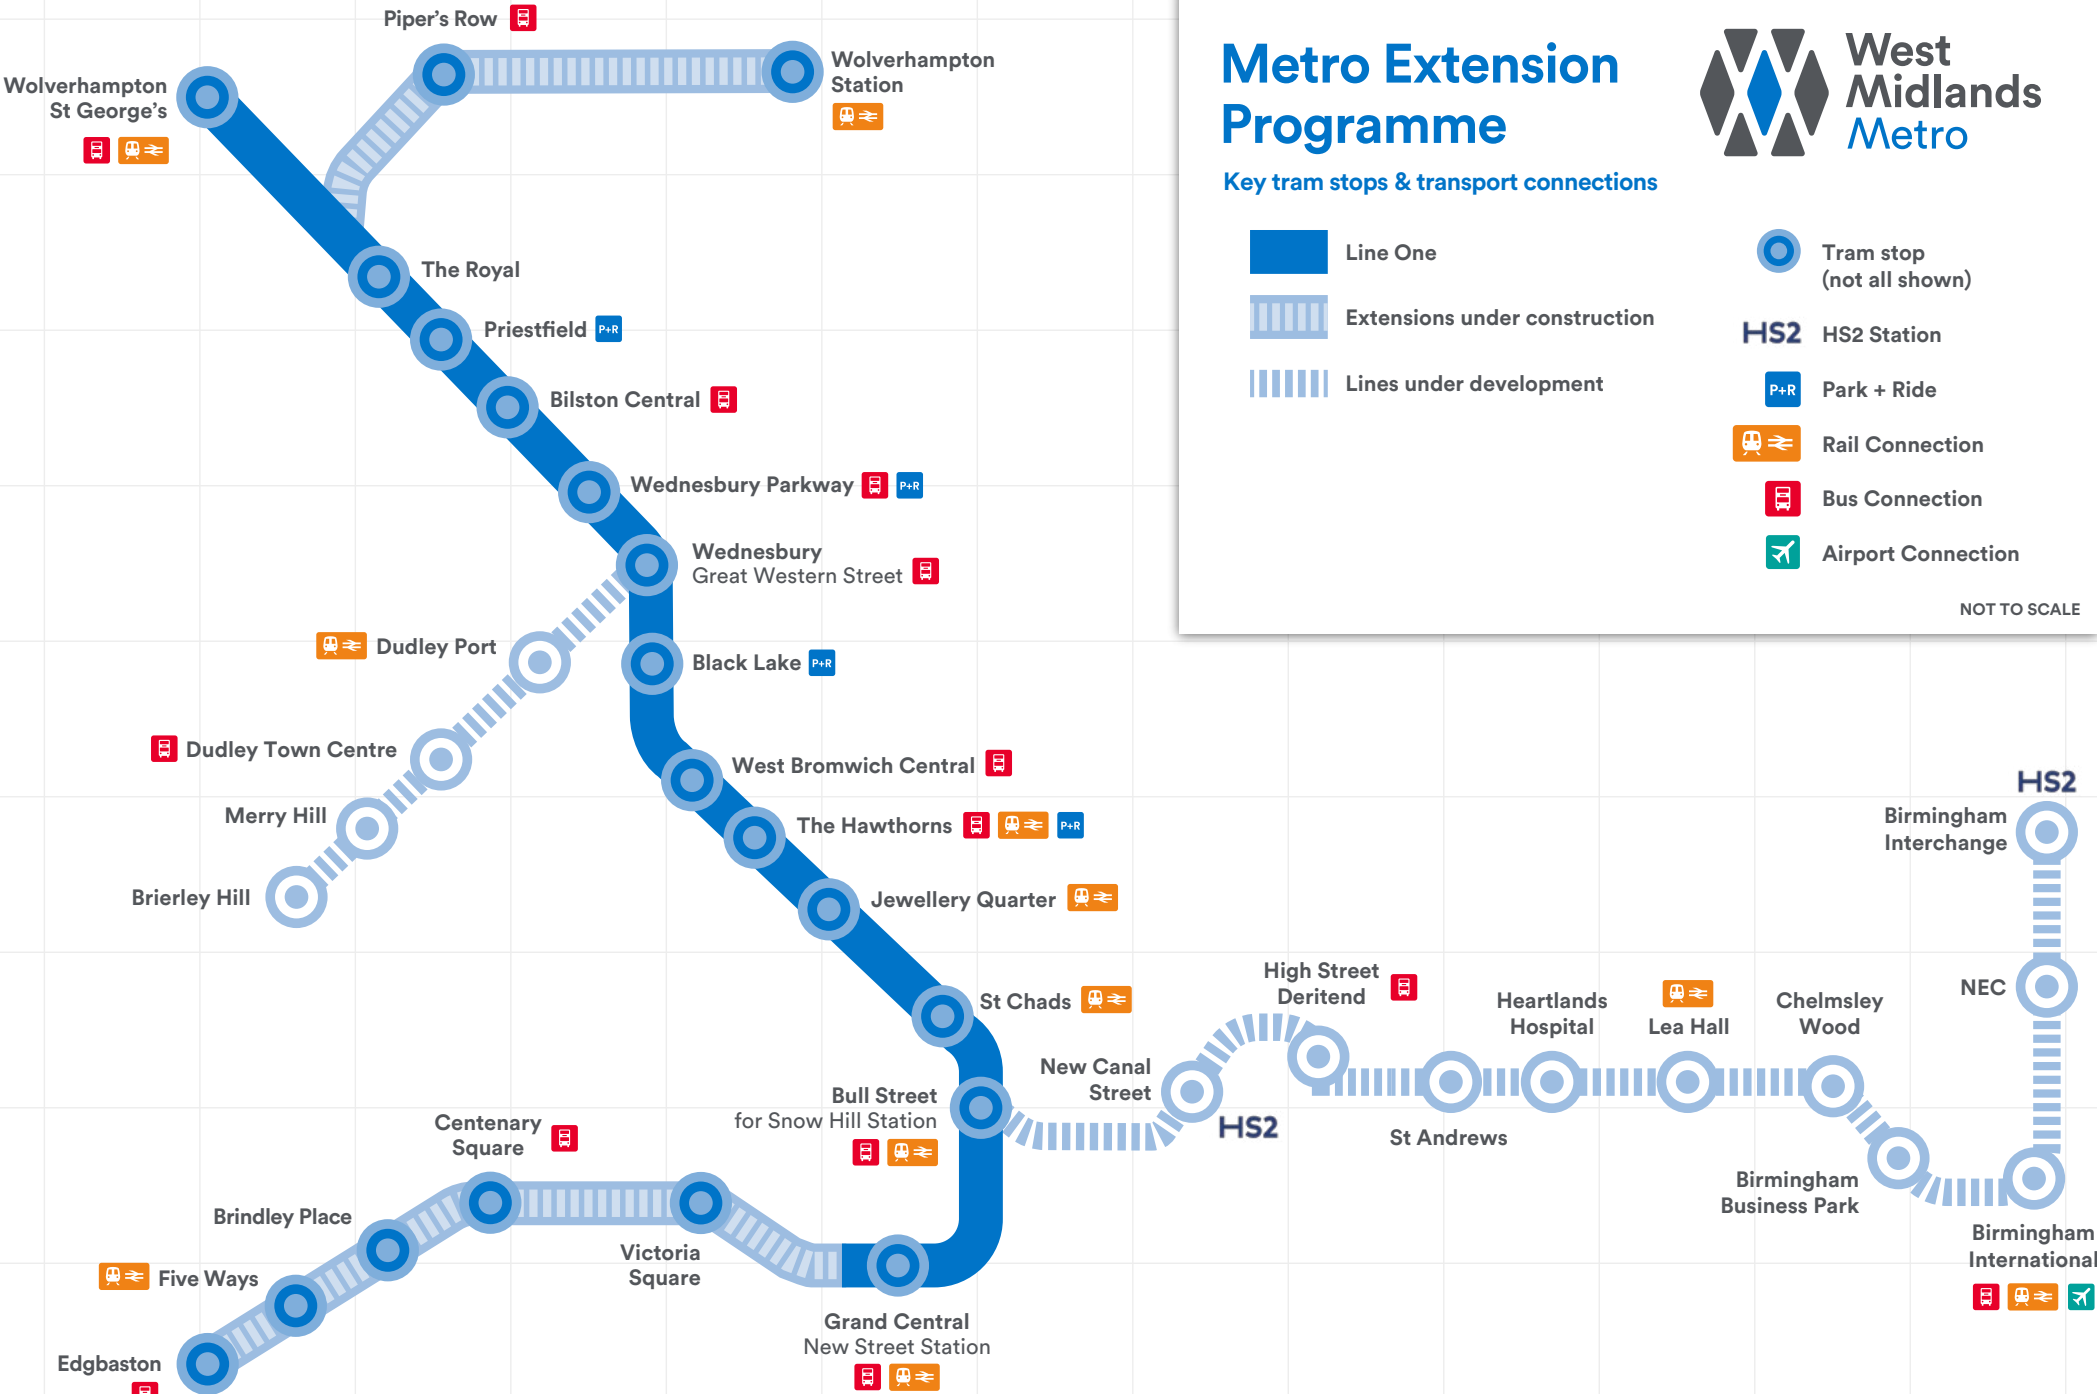 Piper's Row
Wolverhampton
Station
Wolverhampton
St George's
The Royal
Priestfield P+R
Bilston Central
Wednesbury Parkway P+R
Wednesbury
Great Western Street
Dudley Port
Black Lake P+R
Dudley Town Centre
West Bromwich Central
Merry Hill
The Hawthorns P+R
Brierley Hill
Jewellery Quarter
St Chads
Bull Street
for Snow Hill Station
New Canal
Street
HS2
High Street
Deritend
St Andrews
Heartlands
Hospital
Lea Hall
Chelmsley
Wood
Birmingham
Business Park
Birmingham
International
NEC
HS2
Birmingham
Interchange
Centenary
Square
Brindley Place
Victoria
Square
Five Ways
Edgbaston
Grand Central
New Street Station
Metro Extension
Programme
Key tram stops & transport connections
West
Midlands
Metro
Line One
Extensions under construction
Lines under development
Tram stop
(not all shown)
HS2 HS2 Station
P+R Park + Ride
Rail Connection
Bus Connection
Airport Connection
NOT TO SCALE